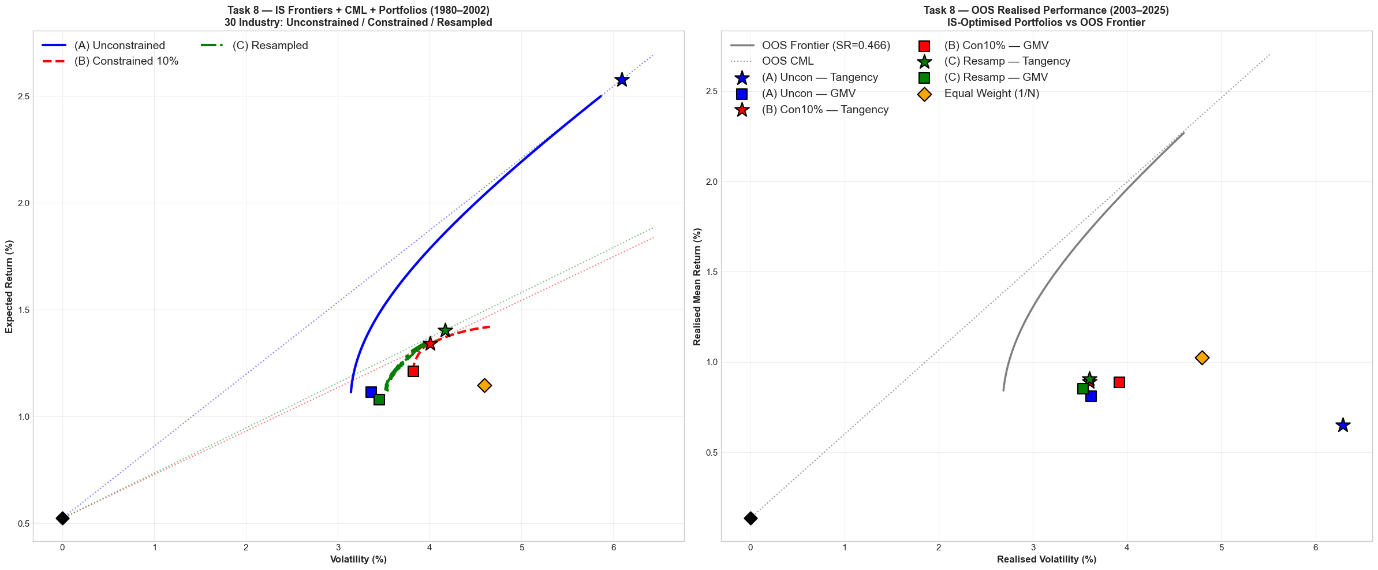 Task 8 — IS Frontiers + CML + Portfolios (1980–2002)
30 Industry: Unconstrained / Constrained / Resampled
(A) Unconstrained
(B) Constrained 10%
(C) Resampled
Expected Return (%)
2.5
2.0
1.5
1.0
0.5
0
1
2
3
4
5
6
Volatility (%)
Task 8 — OOS Realised Performance (2003–2025)
IS-Optimised Portfolios vs OOS Frontier
OOS Frontier (SR=0.466)
OOS CML
(A) Uncon — Tangency
(A) Uncon — GMV
(B) Con10% — Tangency
(B) Con10% — GMV
(C) Resamp — Tangency
(C) Resamp — GMV
Equal Weight (1/N)
Realised Mean Return (%)
2.5
2.0
1.5
1.0
0.5
0
1
2
3
4
5
6
Realised Volatility (%)